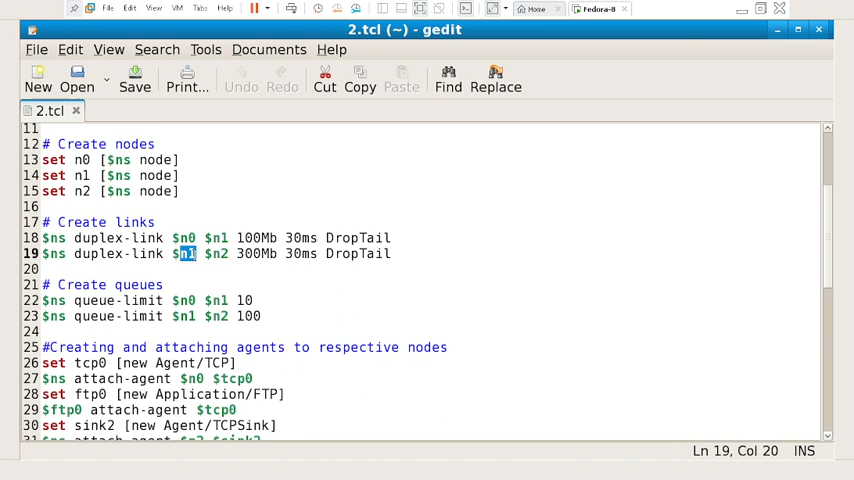 File Edit View VM Tabs Help Home Fedora-8
2.tcl (~) - gedit
File Edit View Search Tools Documents Help
New Open Save Print... Undo Redo Cut Copy Paste Find Replace
2.tcl
11
12 # Create nodes
13 set n0 [$ns node]
14 set n1 [$ns node]
15 set n2 [$ns node]
16
17 # Create links
18 $ns duplex-link $n0 $n1 100Mb 30ms DropTail
19 $ns duplex-link $n1 $n2 300Mb 30ms DropTail
20
21 # Create queues
22 $ns queue-limit $n0 $n1 10
23 $ns queue-limit $n1 $n2 100
24
25 #Creating and attaching agents to respective nodes
26 set tcp0 [new Agent/TCP]
27 $ns attach-agent $n0 $tcp0
28 set ftp0 [new Application/FTP]
29 $ftp0 attach-agent $tcp0
30 set sink2 [new Agent/TCPSink]
31 $ns attach-agent $n2 $sink2
Ln 19, Col 20 INS